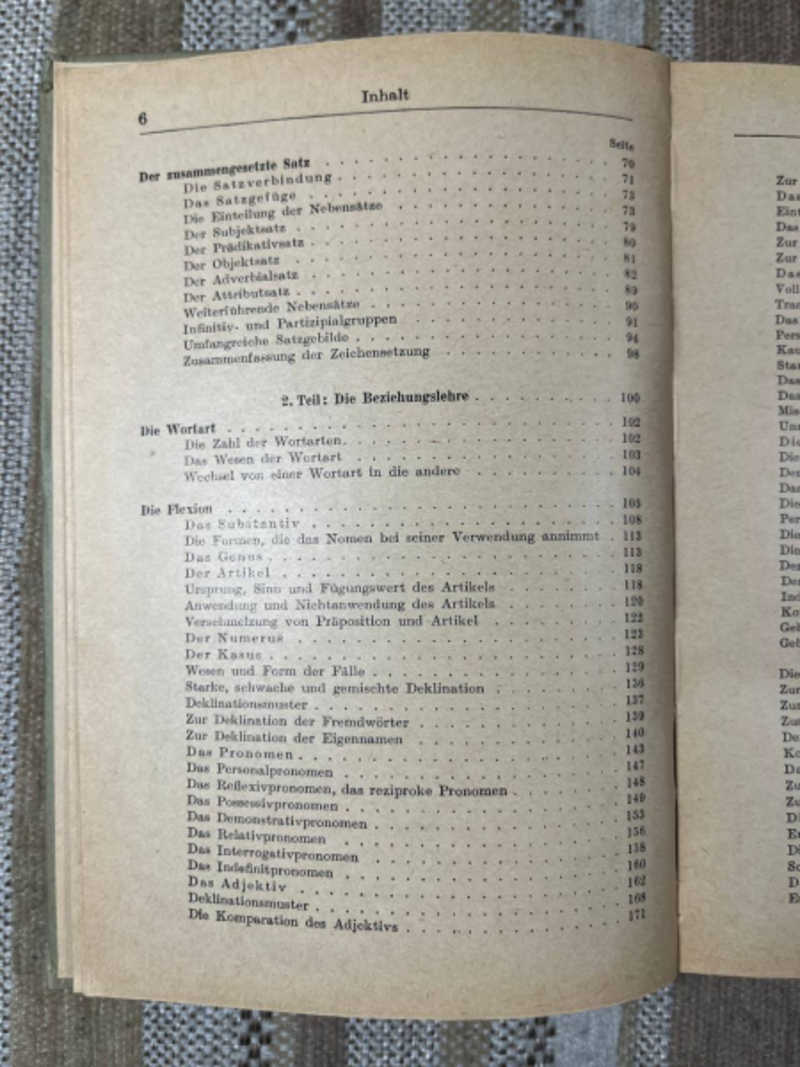 6
Inhalt
Seite
Der zusammengesetzte Satz . . . 70
Die Satzverbindung . . . 71
Das Satzgefüge . . . 73
Die Einteilung der Nebensätze . . . 73
Der Subjektsatz . . . 79
Der Prädikativsatz . . . 80
Der Objektsatz . . . 81
Der Adverbialsatz . . . 82
Der Attributsatz . . . 89
Weiterführende Nebensätze . . . 90
Infinitiv- und Partizipialgruppen . . . 91
Umfangreiche Satzgebilde . . . 94
Zusammenfassung der Zeichensetzung . . . 98
2. Teil: Die Beziehungslehre . . . 100
Die Wortart . . . 102
Die Zahl der Wortarten . . . 102
Das Wesen der Wortart . . . 103
Wechsel von einer Wortart in die andere . . . 104
Die Flexion . . . 105
Das Substantiv . . . 108
Die Formen, die das Nomen bei seiner Verwendung annimmt . 113
Das Genus . . . 113
Der Artikel . . . 118
Ursprung, Sinn und Fügungswert des Artikels . . . 118
Anwendung und Nichtanwendung des Artikels . . . 120
Verschmelzung von Präposition und Artikel . . . 122
Der Numerus . . . 123
Der Kasus . . . 128
Wesen und Form der Fälle . . . 129
Starke, schwache und gemischte Deklination . . . 136
Deklinationsmuster . . . 137
Zur Deklination der Fremdwörter . . . 139
Zur Deklination der Eigennamen . . . 140
Das Pronomen . . . 143
Das Personalpronomen . . . 147
Das Reflexivpronomen, das reziproke Pronomen . . . 148
Das Possessivpronomen . . . 149
Das Demonstrativpronomen . . . 153
Das Relativpronomen . . . 156
Das Interrogativpronomen . . . 158
Das Indefinitpronomen . . . 160
Das Adjektiv . . . 162
Deklinationsmuster . . . 168
Die Komparation des Adjektivs . . . 171